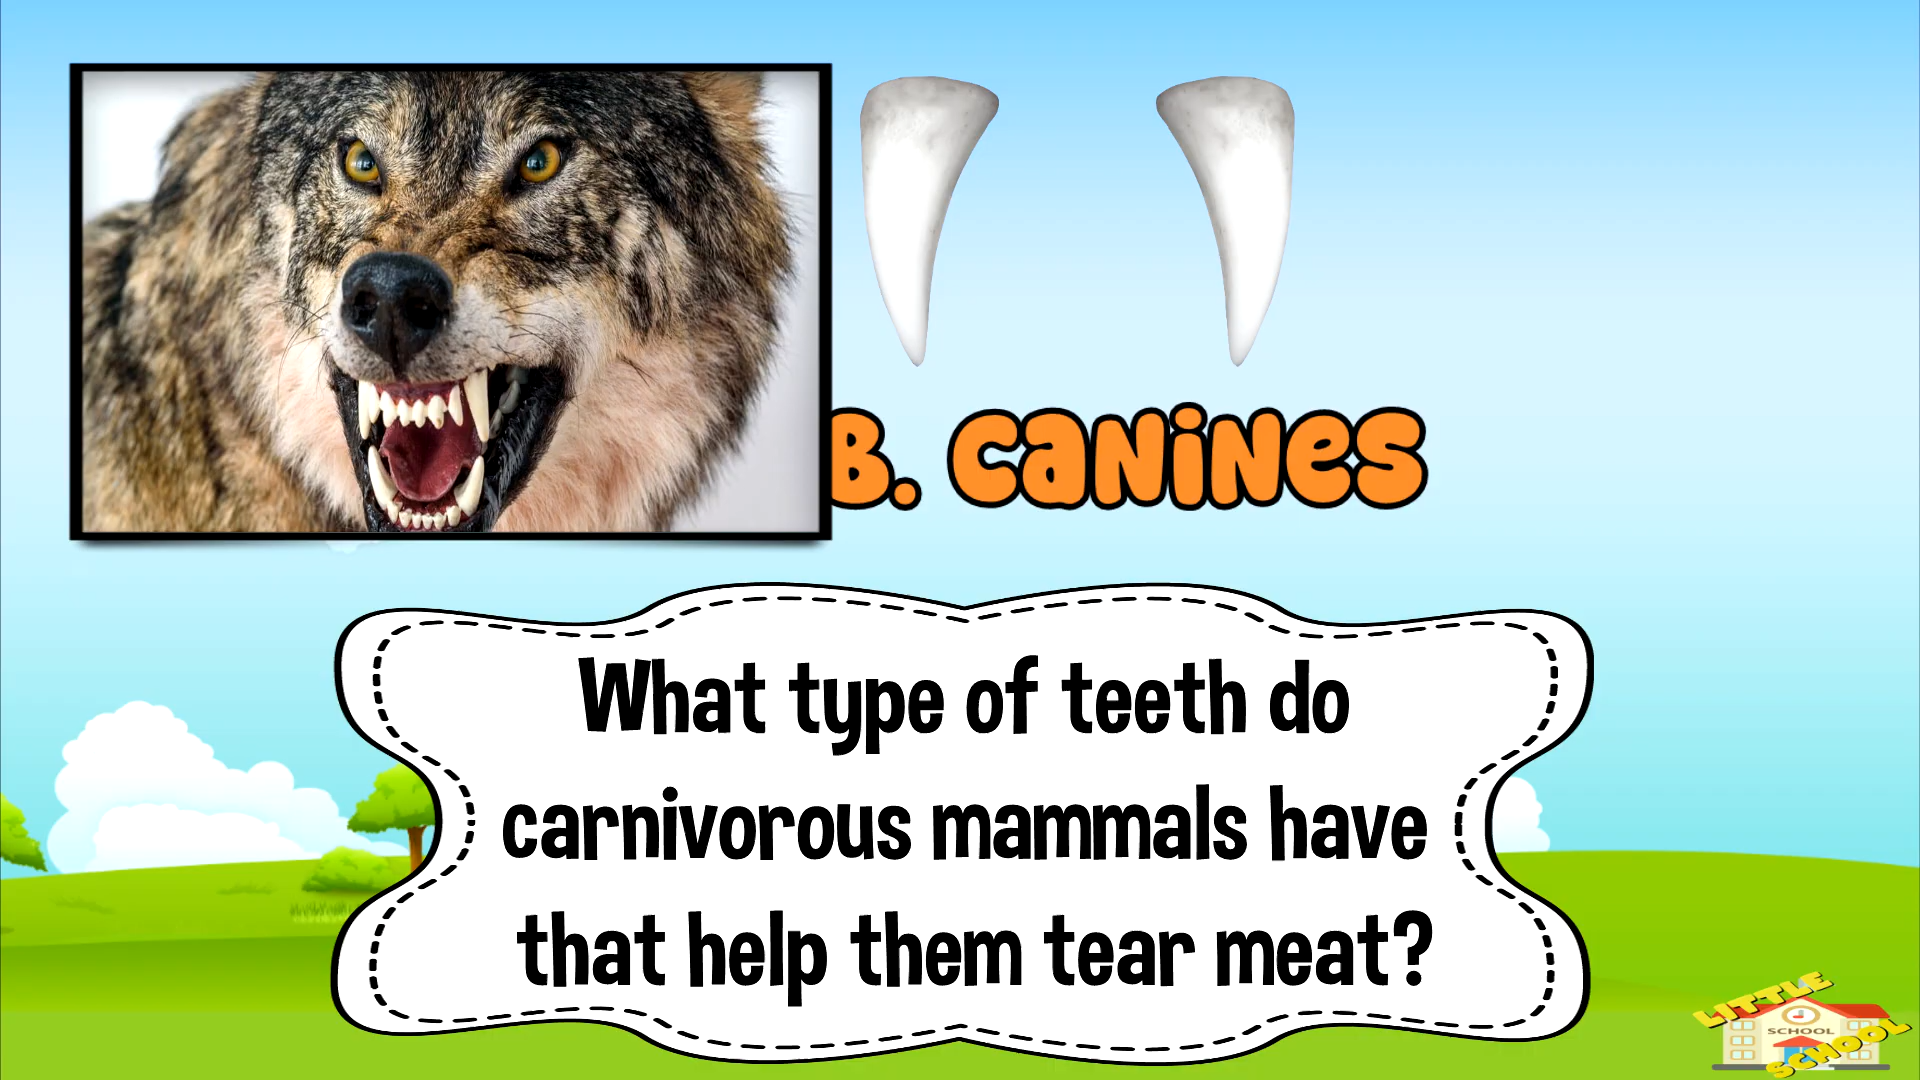 B. CANINES
What type of teeth do
carnivorous mammals have
that help them tear meat?
LITTLE
SCHOOL
SCHOOL